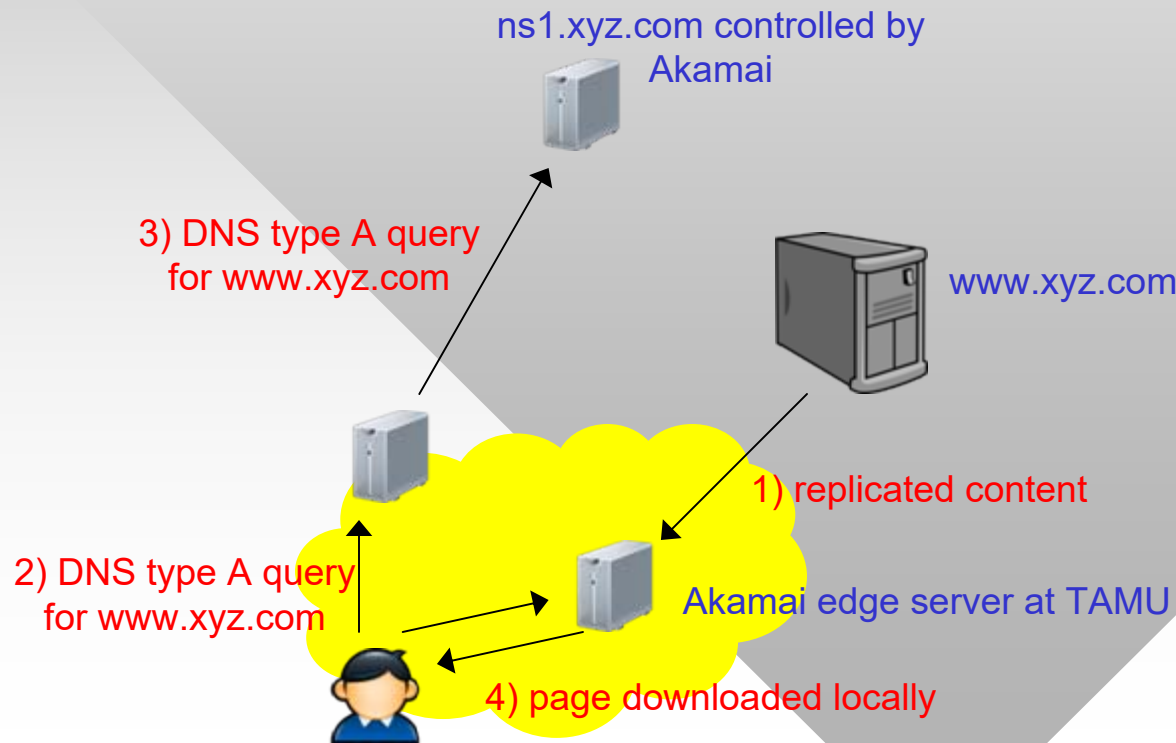 ns1.xyz.com controlled by
Akamai
3) DNS type A query
for www.xyz.com
www.xyz.com
1) replicated content
2) DNS type A query
for www.xyz.com
Akamai edge server at TAMU
4) page downloaded locally